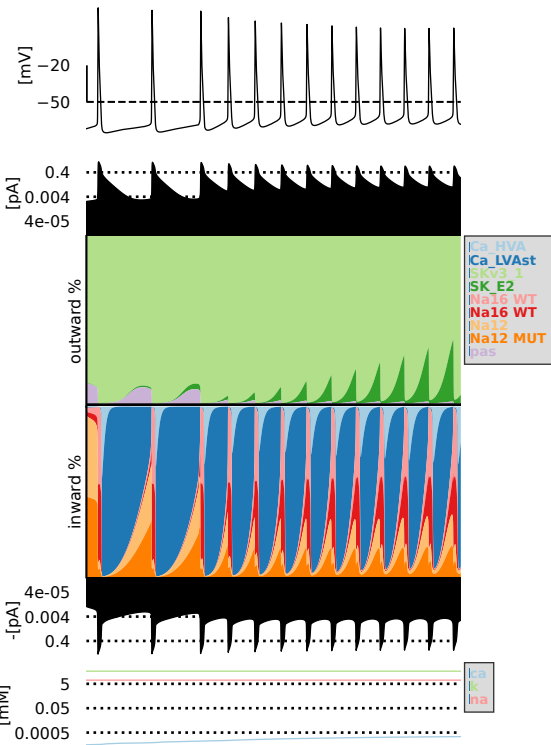 [mV]
−20
−50
[pA]
0.4
0.004
4e-05
outward %
Ca_HVA
Ca_LVAst
SKv3_1
SK_E2
Na16 WT
Na16 WT
Na12
Na12 MUT
pas
inward %
-[pA]
4e-05
0.004
0.4
[mM]
5
0.05
0.0005
ca
k
na